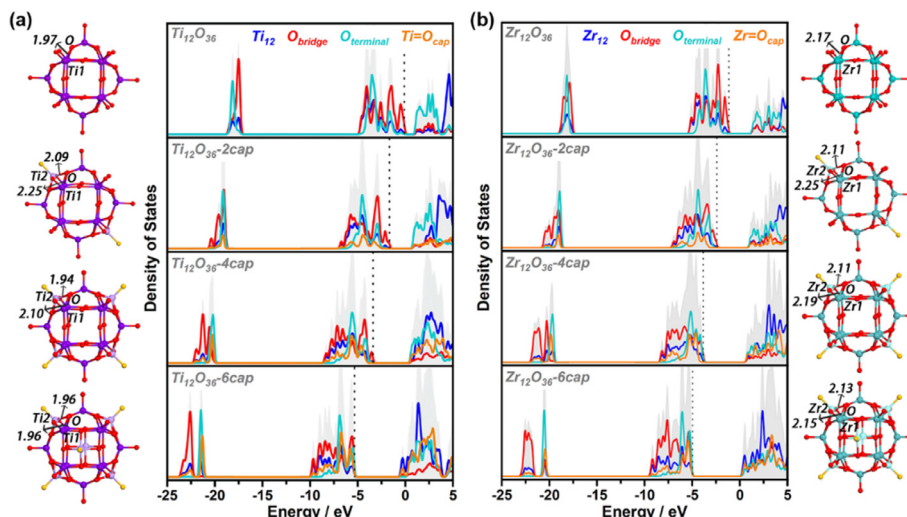 (a)
1.97
O
Ti1
2.09
Ti2
O
2.25
Ti1
1.94
Ti2
O
2.10
Ti1
1.96
Ti2
O
1.96
Ti1
Density of States
Ti12O36 Ti12 Obridge Oterminal Ti=Ocap
Ti12O36-2cap
Ti12O36-4cap
Ti12O36-6cap
-25 -20 -15 -10 -5 0 5
Energy / eV
(b)
Density of States
Zr12O36 Zr12 Obridge Oterminal Zr=Ocap
Zr12O36-2cap
Zr12O36-4cap
Zr12O36-6cap
-25 -20 -15 -10 -5 0 5
Energy / eV
2.17
O
Zr1
2.11
Zr2
O
2.25
Zr1
2.11
Zr2
O
2.19
Zr1
2.13
Zr2
O
2.15
Zr1